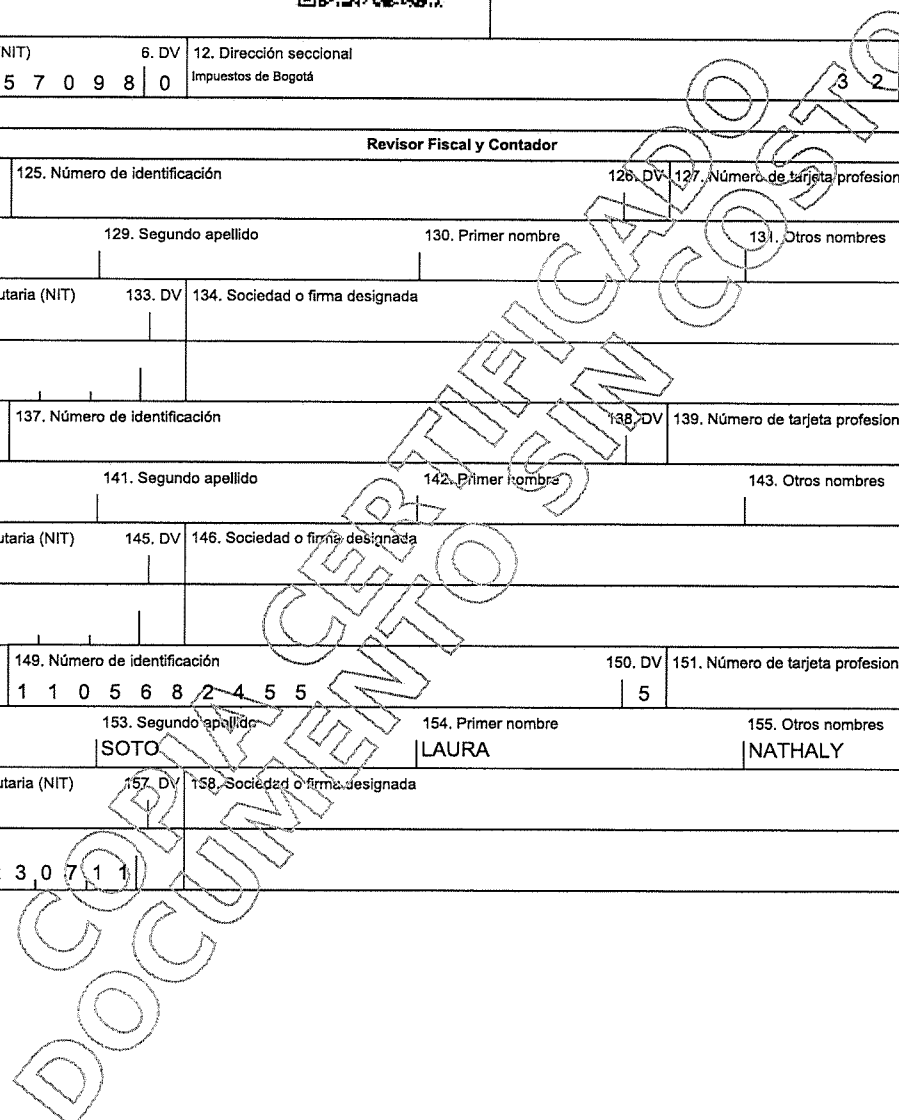 NIT) 6. DV 12. Dirección seccional
5 7 0 9 8 0 Impuestos de Bogotá 3 2
Revisor Fiscal y Contador
125. Número de identificación 126. DV 127. Número de tarjeta profesion
129. Segundo apellido 130. Primer nombre 131. Otros nombres
utaria (NIT) 133. DV 134. Sociedad o firma designada
137. Número de identificación 138. DV 139. Número de tarjeta profesion
141. Segundo apellido 142. Primer nombre 143. Otros nombres
utaria (NIT) 145. DV 146. Sociedad o firma designada
149. Número de identificación 150. DV 151. Número de tarjeta profesion
1 1 0 5 6 8 2 4 5 5 5
153. Segundo apellido 154. Primer nombre 155. Otros nombres
SOTO LAURA NATHALY
utaria (NIT) 157. DV 158. Sociedad o firma designada
3 0 7 1 1
COPIA CERTIFICADO
DOCUMENTO SIN COSTO